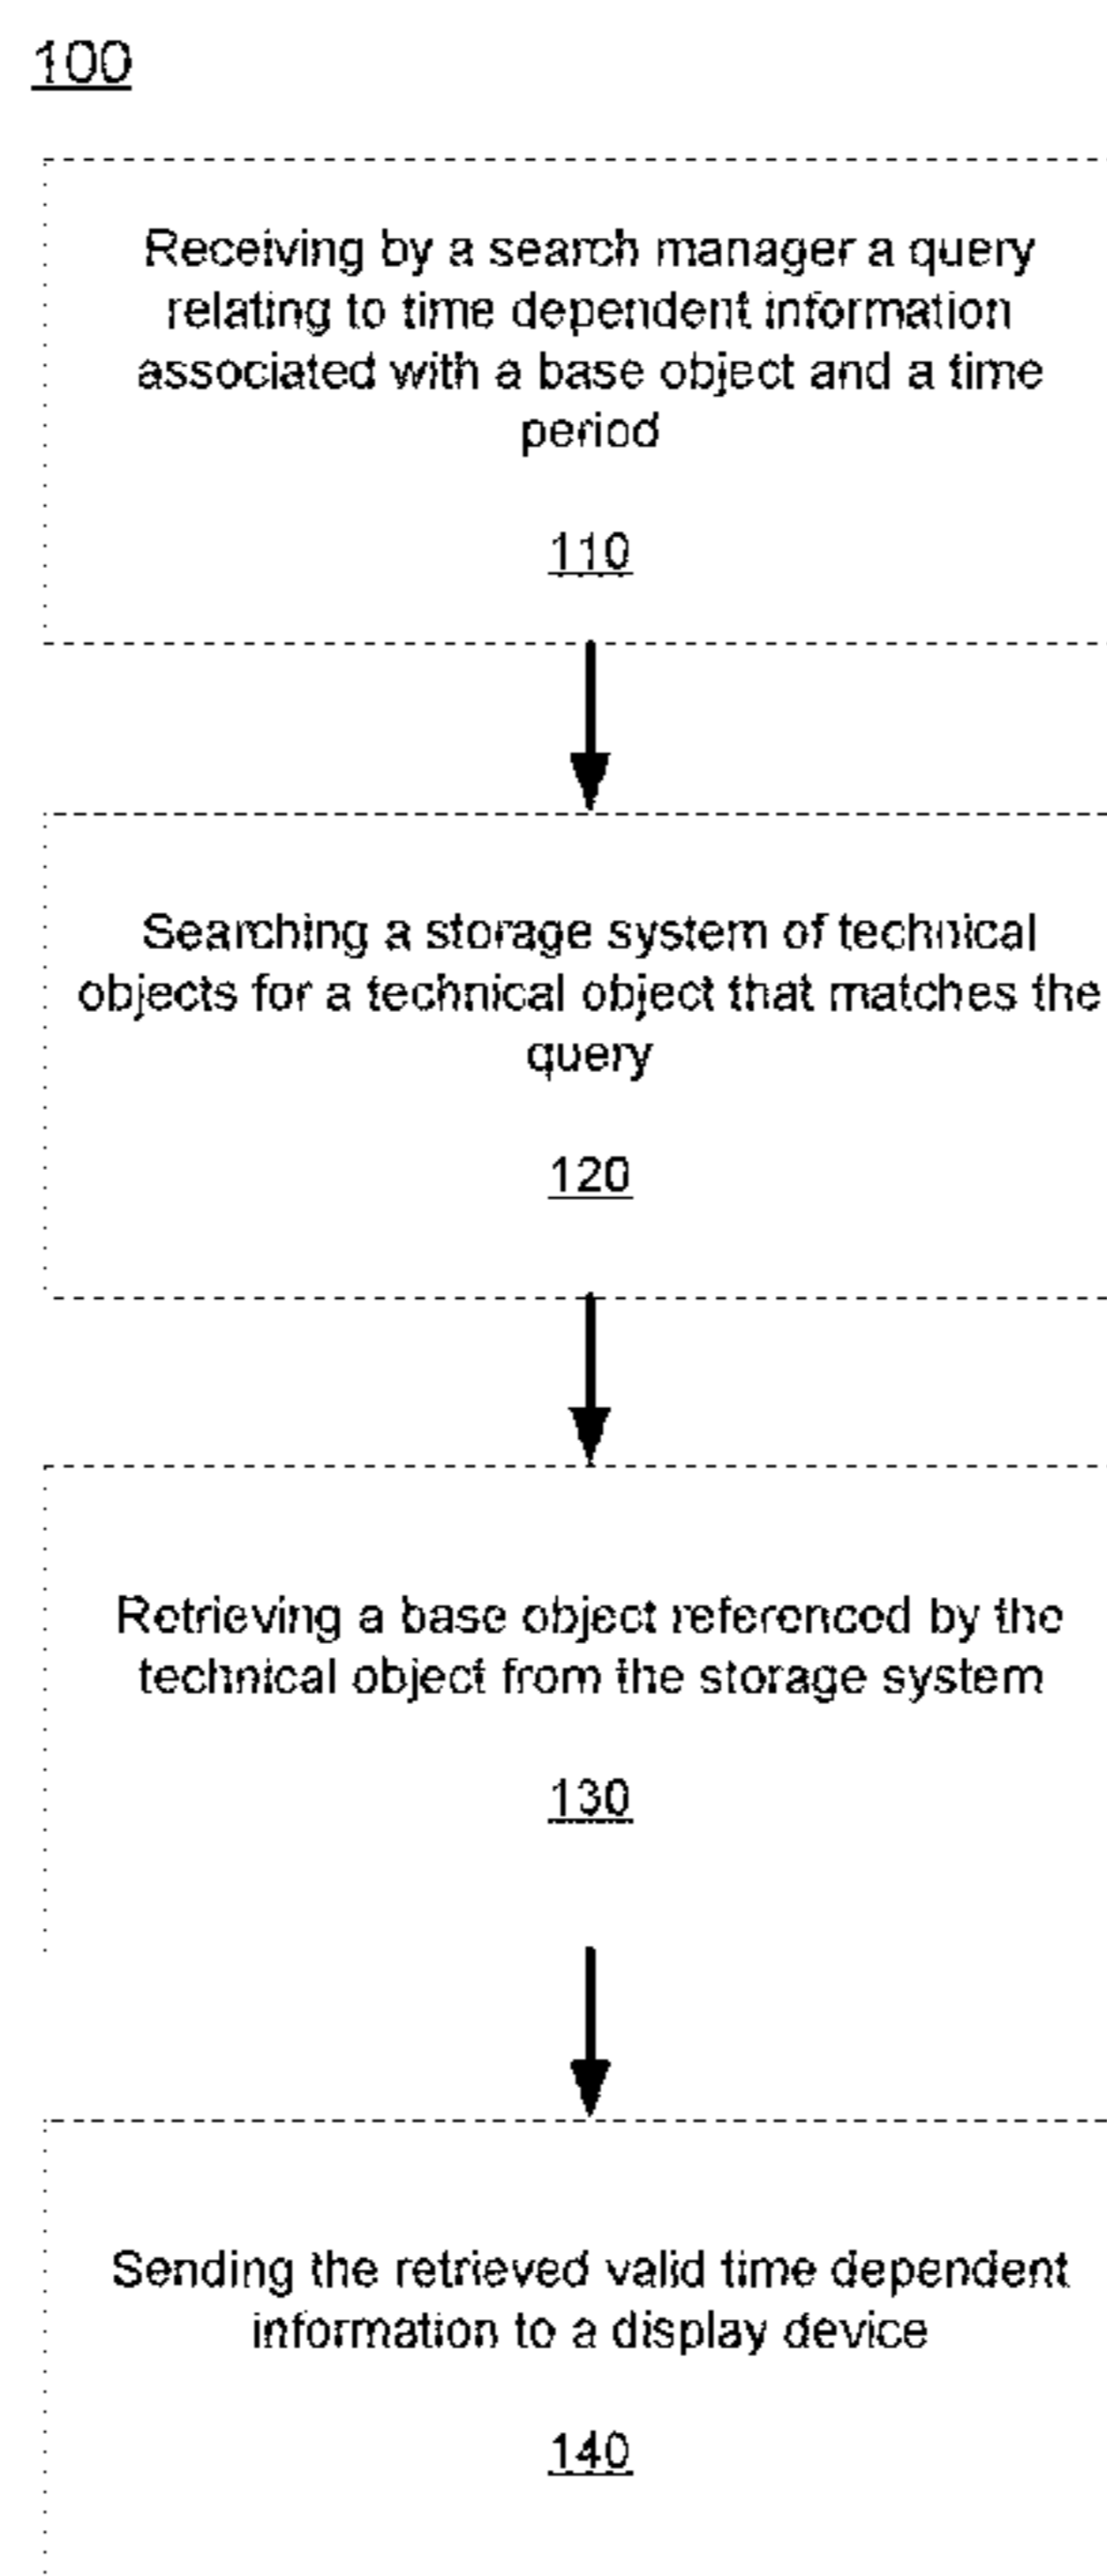 100
Receiving by a search manager a query
relating to time dependent information
associated with a base object and a time
period
110
Searching a storage system of technical
objects for a technical object that matches the
query
120
Retrieving a base object referenced by the
technical object from the storage system
130
Sending the retrieved valid time dependent
information to a display device
140